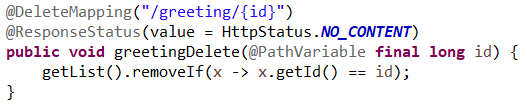 @DeleteMapping("/greeting/{id}")
@ResponseStatus(value = HttpStatus.NO_CONTENT)
public void greetingDelete(@PathVariable final long id) {
    getList().removeIf(x -> x.getId() == id);
}